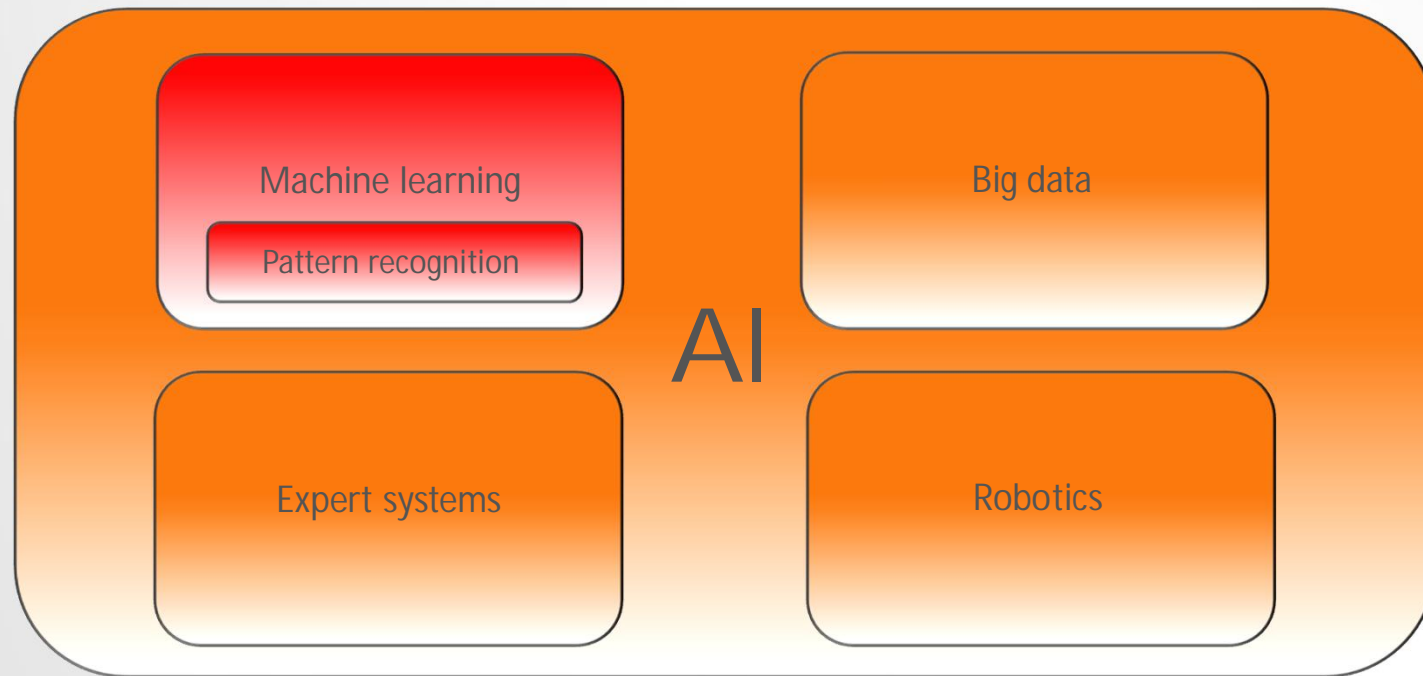 Machine learning
Pattern recognition
Big data
AI
Expert systems
Robotics